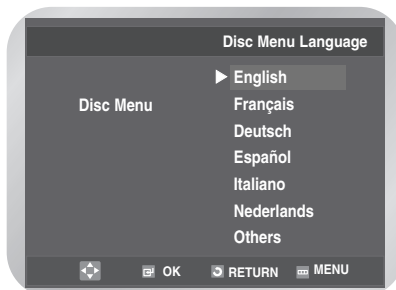 Disc Menu Language
English
Disc Menu
Français
Deutsch
Español
Italiano
Nederlands
Others
OK RETURN MENU